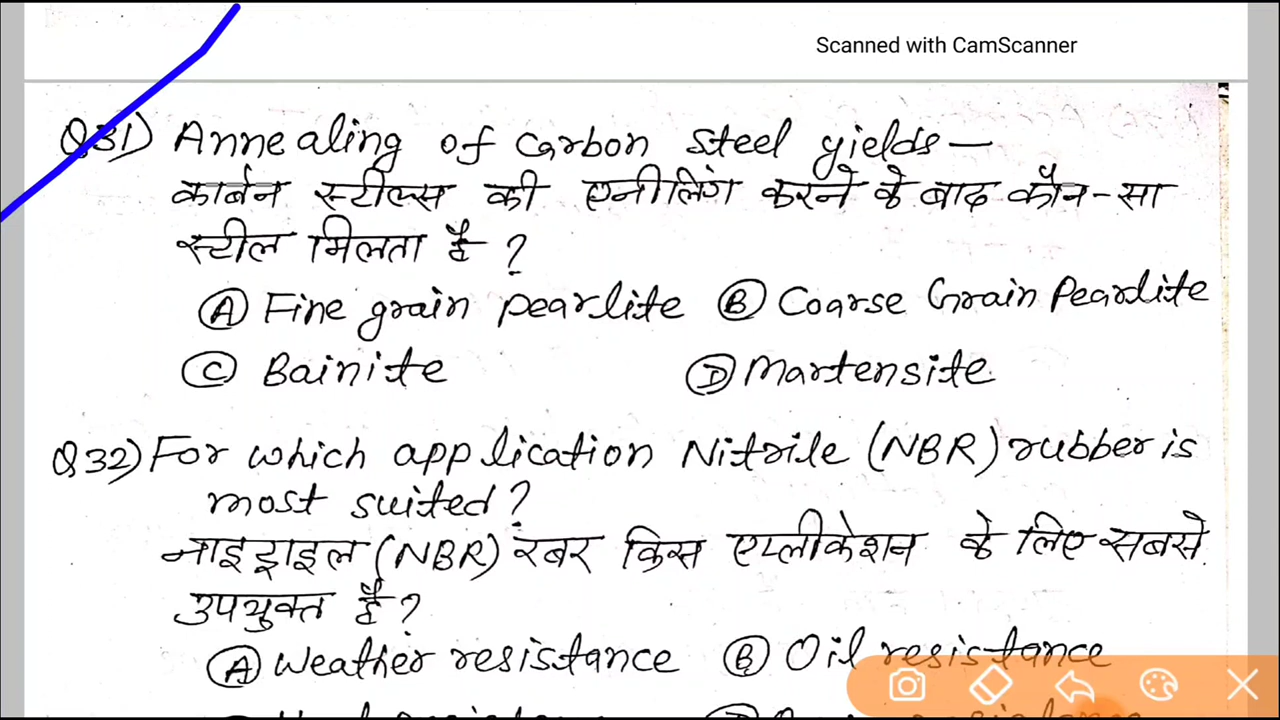 Scanned with CamScanner
Q31) Annealing of Carbon steel yields—
कार्बन स्टील्स की एनीलिंग करने के बाद कौन-सा
स्टील मिलता है ?
Ⓐ Fine grain pearlite Ⓑ Coarse Grain Pearlite
Ⓒ Bainite Ⓓ Martensite
Q32) For which application Nitrile (NBR) rubber is
most suited ?
नाइट्राइल (NBR) रबर किस एप्लीकेशन के लिए सबसे
उपयुक्त है ?
Ⓐ Weather resistance Ⓑ Oil resistance